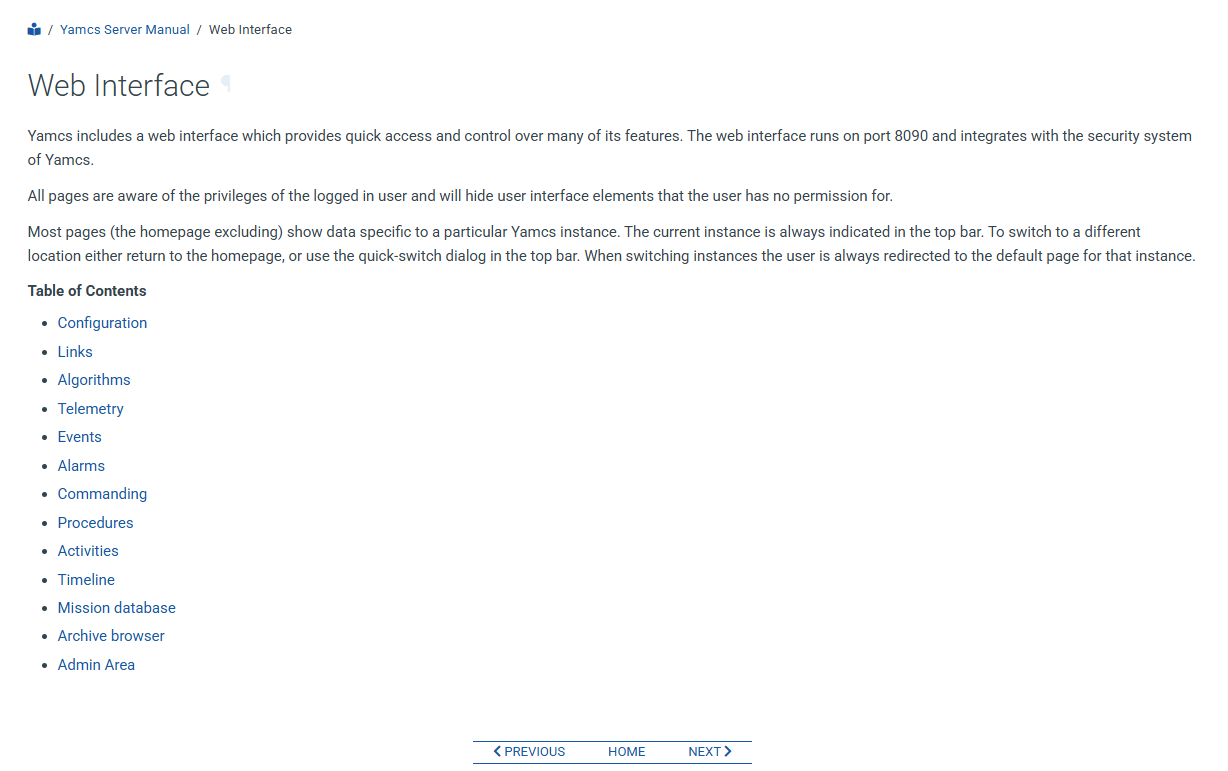 / Yamcs Server Manual / Web Interface
Web Interface ¶
Yamcs includes a web interface which provides quick access and control over many of its features. The web interface runs on port 8090 and integrates with the security system
of Yamcs.
All pages are aware of the privileges of the logged in user and will hide user interface elements that the user has no permission for.
Most pages (the homepage excluding) show data specific to a particular Yamcs instance. The current instance is always indicated in the top bar. To switch to a different
location either return to the homepage, or use the quick-switch dialog in the top bar. When switching instances the user is always redirected to the default page for that instance.
Table of Contents
• Configuration
• Links
• Algorithms
• Telemetry
• Events
• Alarms
• Commanding
• Procedures
• Activities
• Timeline
• Mission database
• Archive browser
• Admin Area
PREVIOUS HOME NEXT